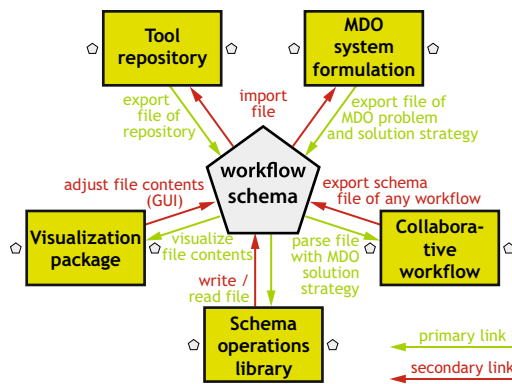 Tool
repository
MDO
system
formulation
export
file of
repository
import
file
export file of
MDO problem
and solution strategy
workflow
schema
adjust file contents
(GUI)
export schema
file of any workflow
Visualization
package
visualize
file contents
parse file
with MDO
solution
strategy
Collabora-
tive
workflow
write /
read file
Schema
operations
library
primary link
secondary link